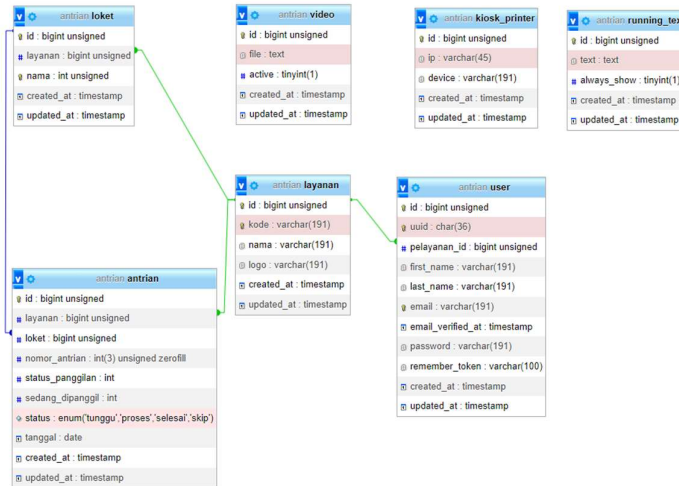 antrian loket
id : bigint unsigned
layanan : bigint unsigned
nama : int unsigned
created_at : timestamp
updated_at : timestamp
antrian video
id : bigint unsigned
file : text
active : tinyint(1)
created_at : timestamp
updated_at : timestamp
antrian kiosk_printer
id : bigint unsigned
ip : varchar(45)
device : varchar(191)
created_at : timestamp
updated_at : timestamp
antrian running_tex
id : bigint unsigned
text : text
always_show : tinyint(1)
created_at : timestamp
updated_at : timestamp
antrian layanan
id : bigint unsigned
kode : varchar(191)
nama : varchar(191)
logo : varchar(191)
created_at : timestamp
updated_at : timestamp
antrian user
id : bigint unsigned
uuid : char(36)
pelayanan_id : bigint unsigned
first_name : varchar(191)
last_name : varchar(191)
email : varchar(191)
email_verified_at : timestamp
password : varchar(191)
remember_token : varchar(100)
created_at : timestamp
updated_at : timestamp
antrian antrian
id : bigint unsigned
layanan : bigint unsigned
loket : bigint unsigned
nomor_antrian : int(3) unsigned zerofill
status_panggilan : int
sedang_dipanggil : int
status : enum('tunggu','proses','selesai','skip')
tanggal : date
created_at : timestamp
updated_at : timestamp